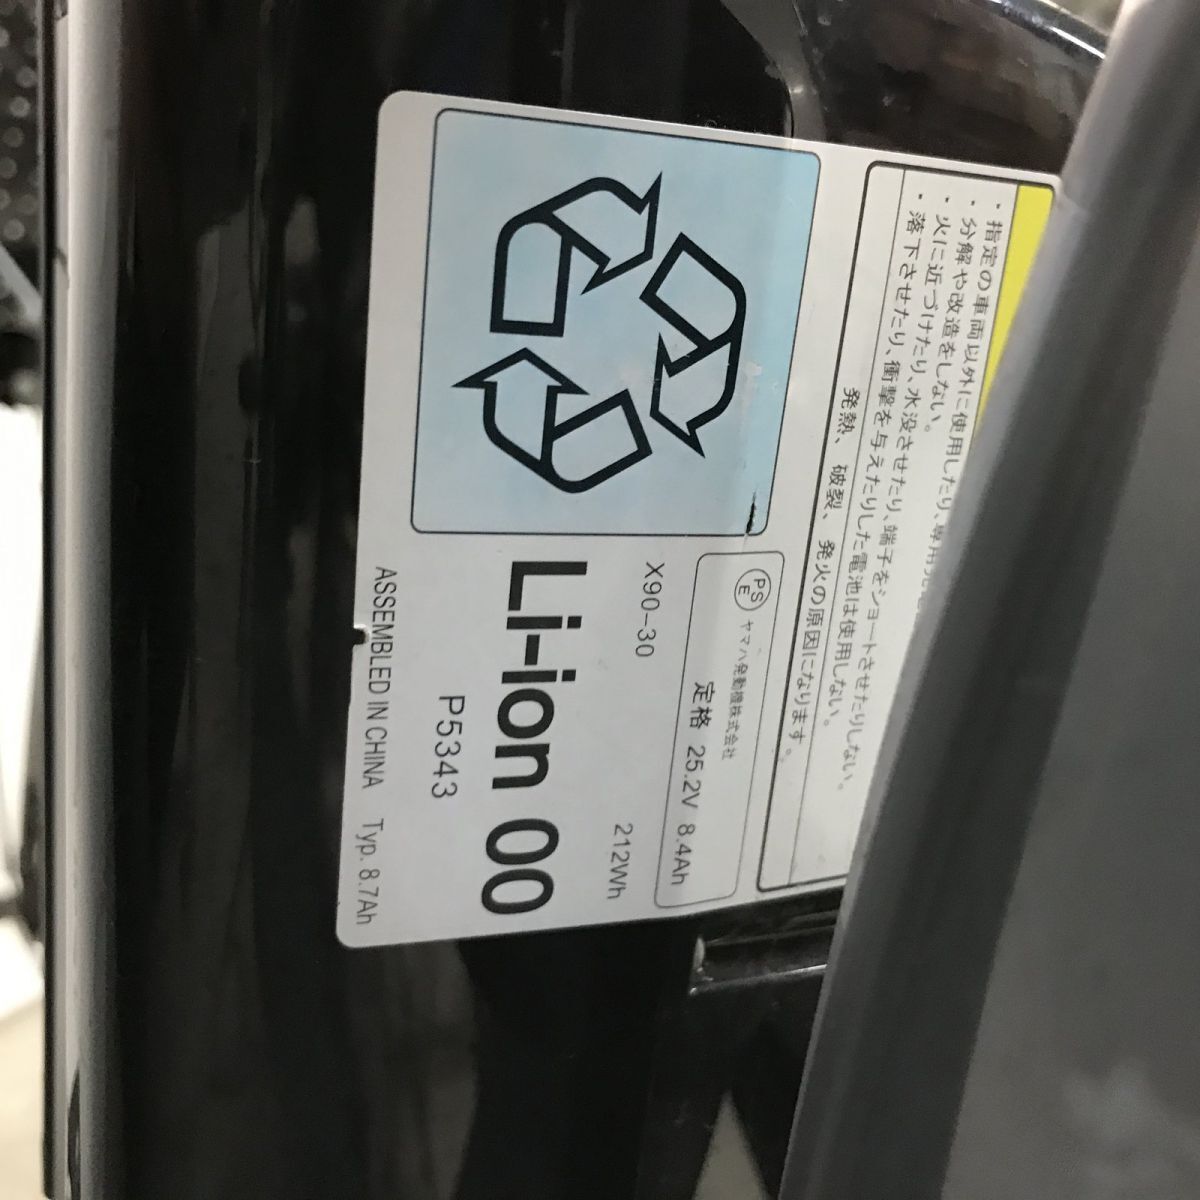 ・指定の車両以外に使用したり、専用充電
・分解や改造をしない。
・火に近づけたり、水没させたり、端子をショートさせたりしない。
・落下させたり、衝撃を与えたりした電池は使用しない。
発熱、破裂、発火の原因になります。
PS
E
ヤマハ発動機株式会社
定格 25.2V 8.4Ah
X90-30 212Wh
Li-ion 00
P5343
ASSEMBLED IN CHINA Typ. 8.7Ah